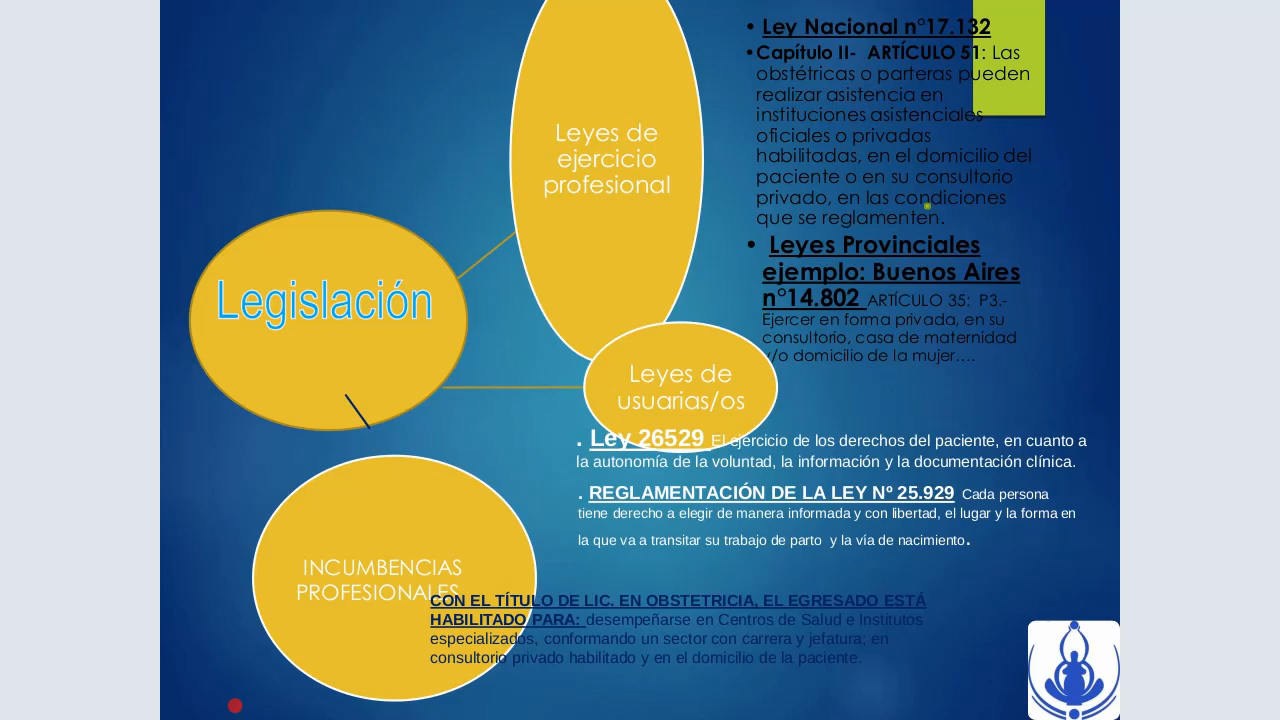 Legislación
Leyes de
ejercicio
profesional
• Ley Nacional n°17.132
• Capítulo II-  ARTÍCULO 51: Las
obstétricas o parteras pueden
realizar asistencia en
instituciones asistenciales
oficiales o privadas
habilitadas, en el domicilio del
paciente o en su consultorio
privado, en las condiciones
que se reglamenten.
• Leyes Provinciales
ejemplo: Buenos Aires
n°14.802 ARTÍCULO 35:  P3.-
Ejercer en forma privada, en su
consultorio, casa de maternidad
y/o domicilio de la mujer….
Leyes de
usuarias/os
. Ley 26529 El ejercicio de los derechos del paciente, en cuanto a
la autonomía de la voluntad, la información y la documentación clínica.
. REGLAMENTACIÓN DE LA LEY Nº 25.929  Cada persona
tiene derecho a elegir de manera informada y con libertad, el lugar y la forma en
la que va a transitar su trabajo de parto  y la vía de nacimiento.
INCUMBENCIAS
PROFESIONALES
CON EL TÍTULO DE LIC. EN OBSTETRICIA, EL EGRESADO ESTÁ
HABILITADO PARA: desempeñarse en Centros de Salud e Institutos
especializados, conformando un sector con carrera y jefatura; en
consultorio privado habilitado y en el domicilio de la paciente.